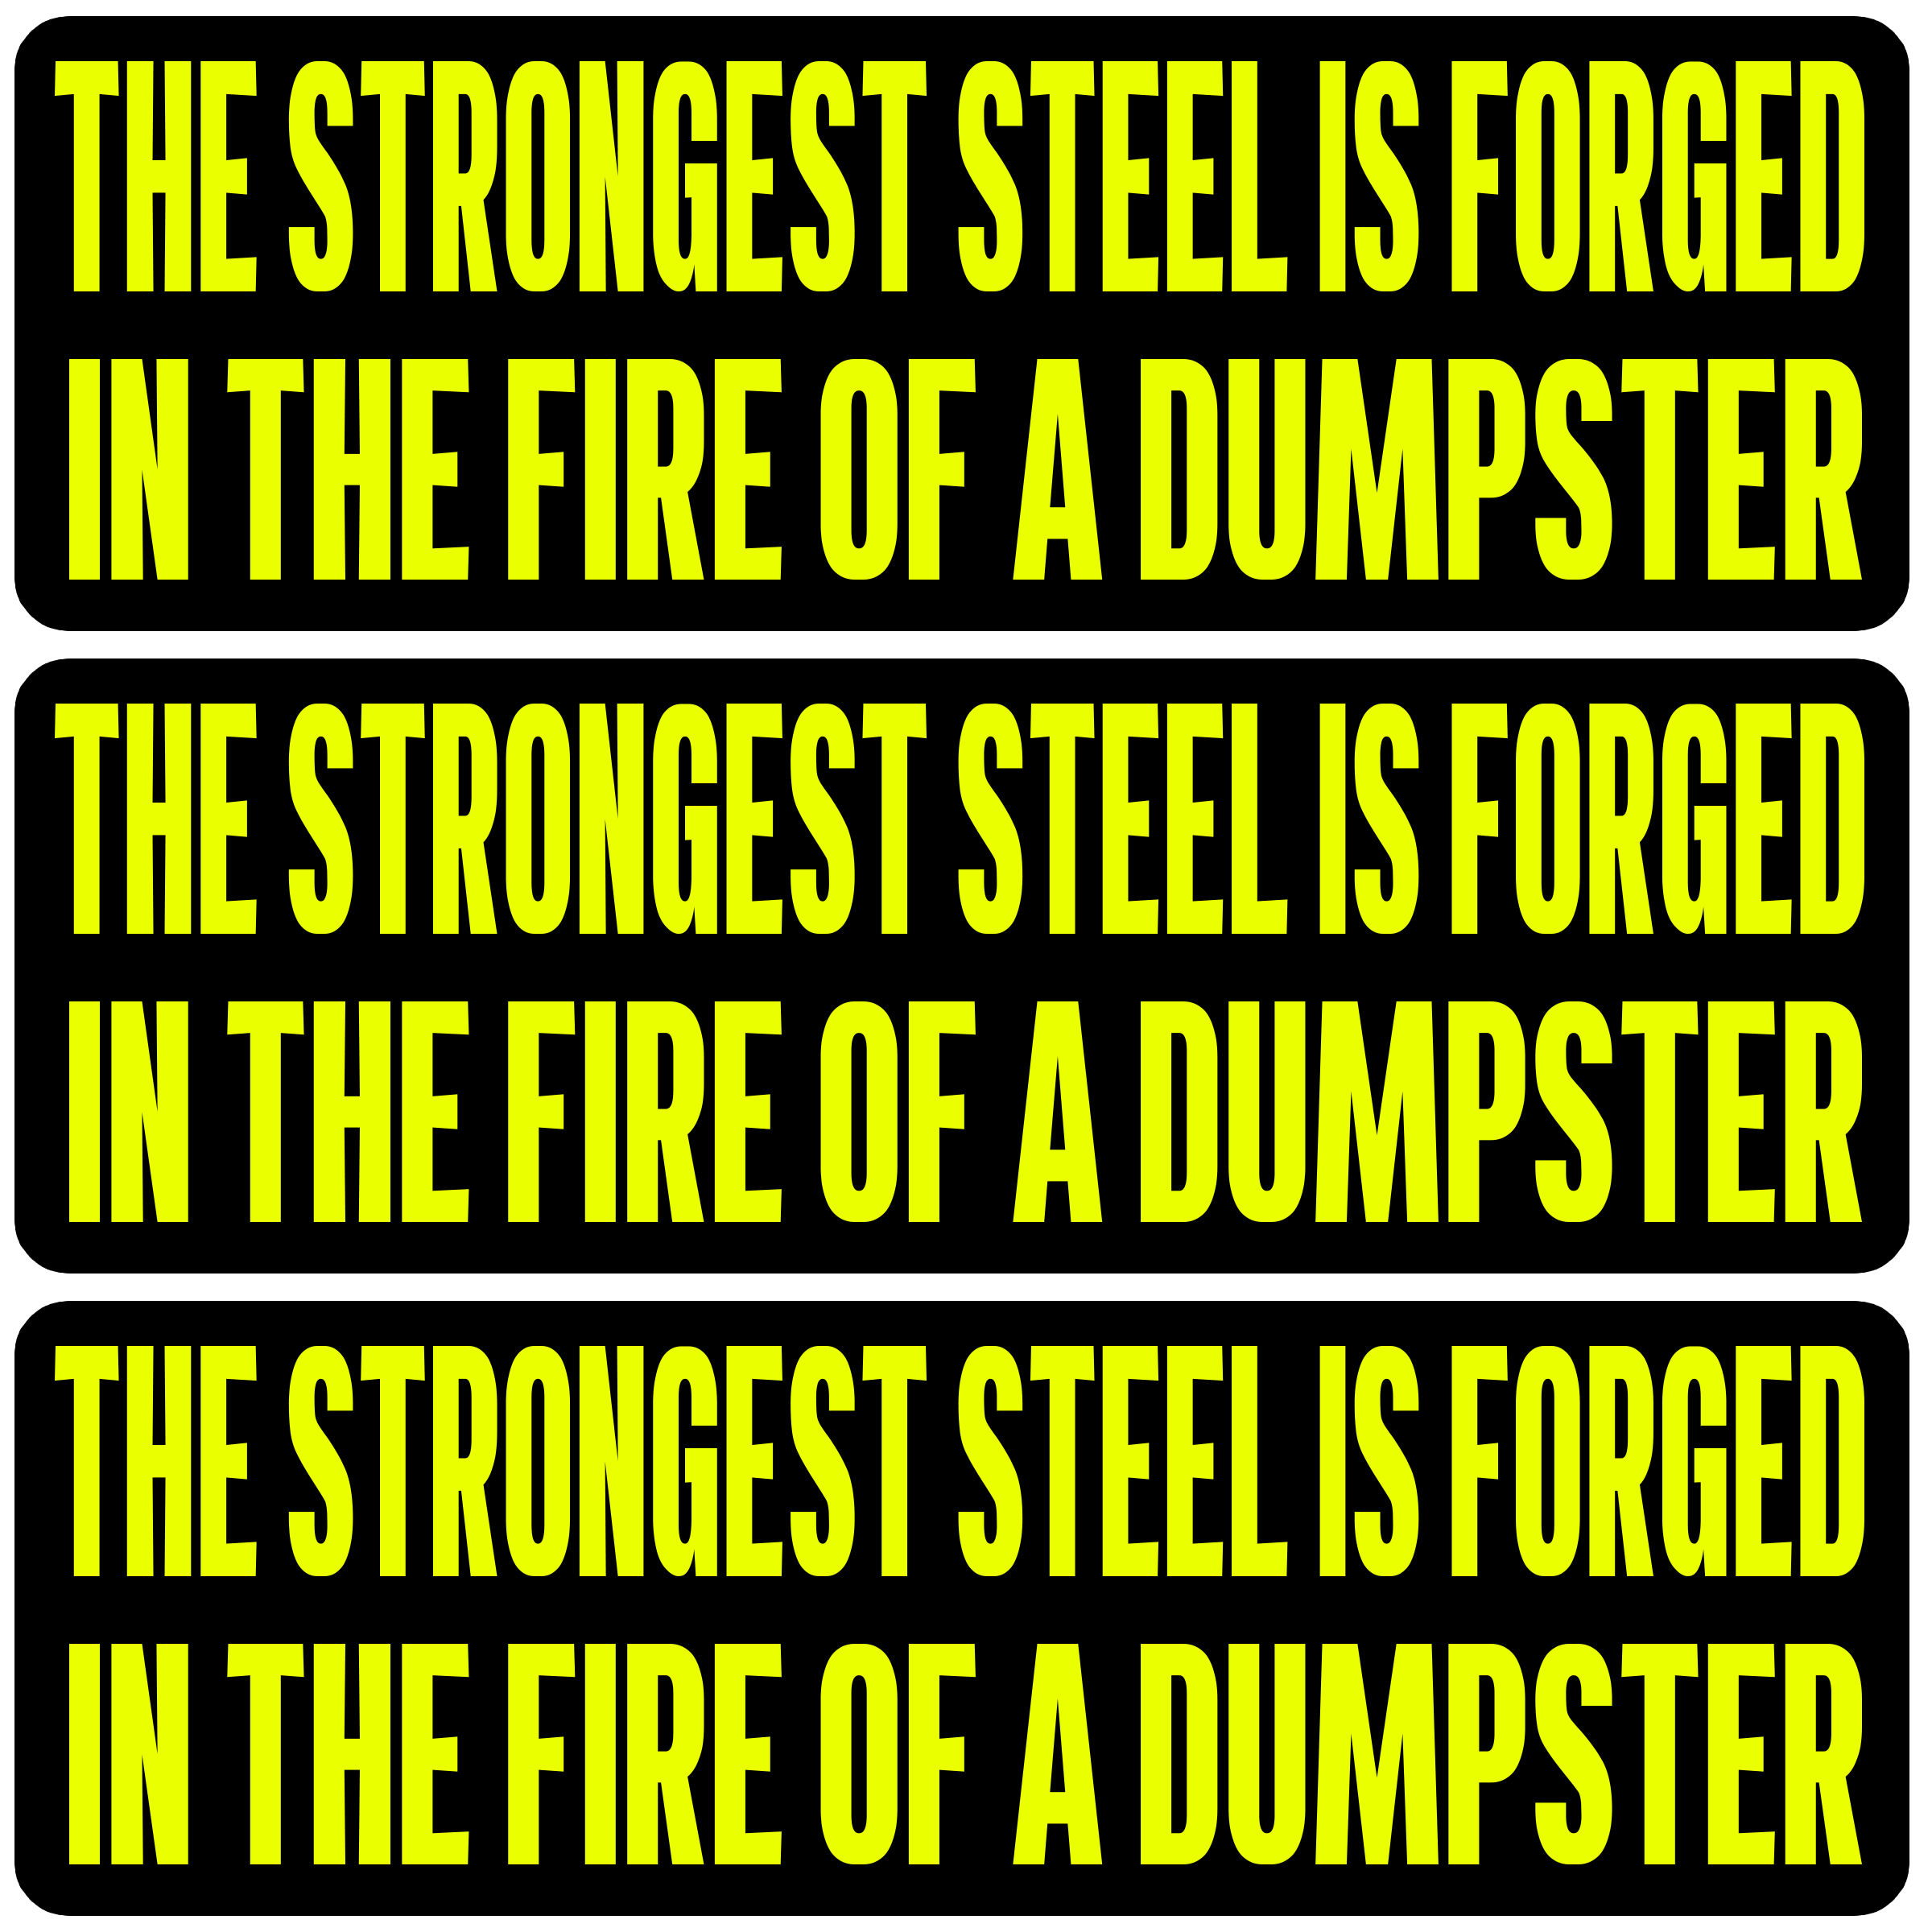 THE STRONGEST STEEL IS FORGED
IN THE FIRE OF A DUMPSTER
THE STRONGEST STEEL IS FORGED
IN THE FIRE OF A DUMPSTER
THE STRONGEST STEEL IS FORGED
IN THE FIRE OF A DUMPSTER